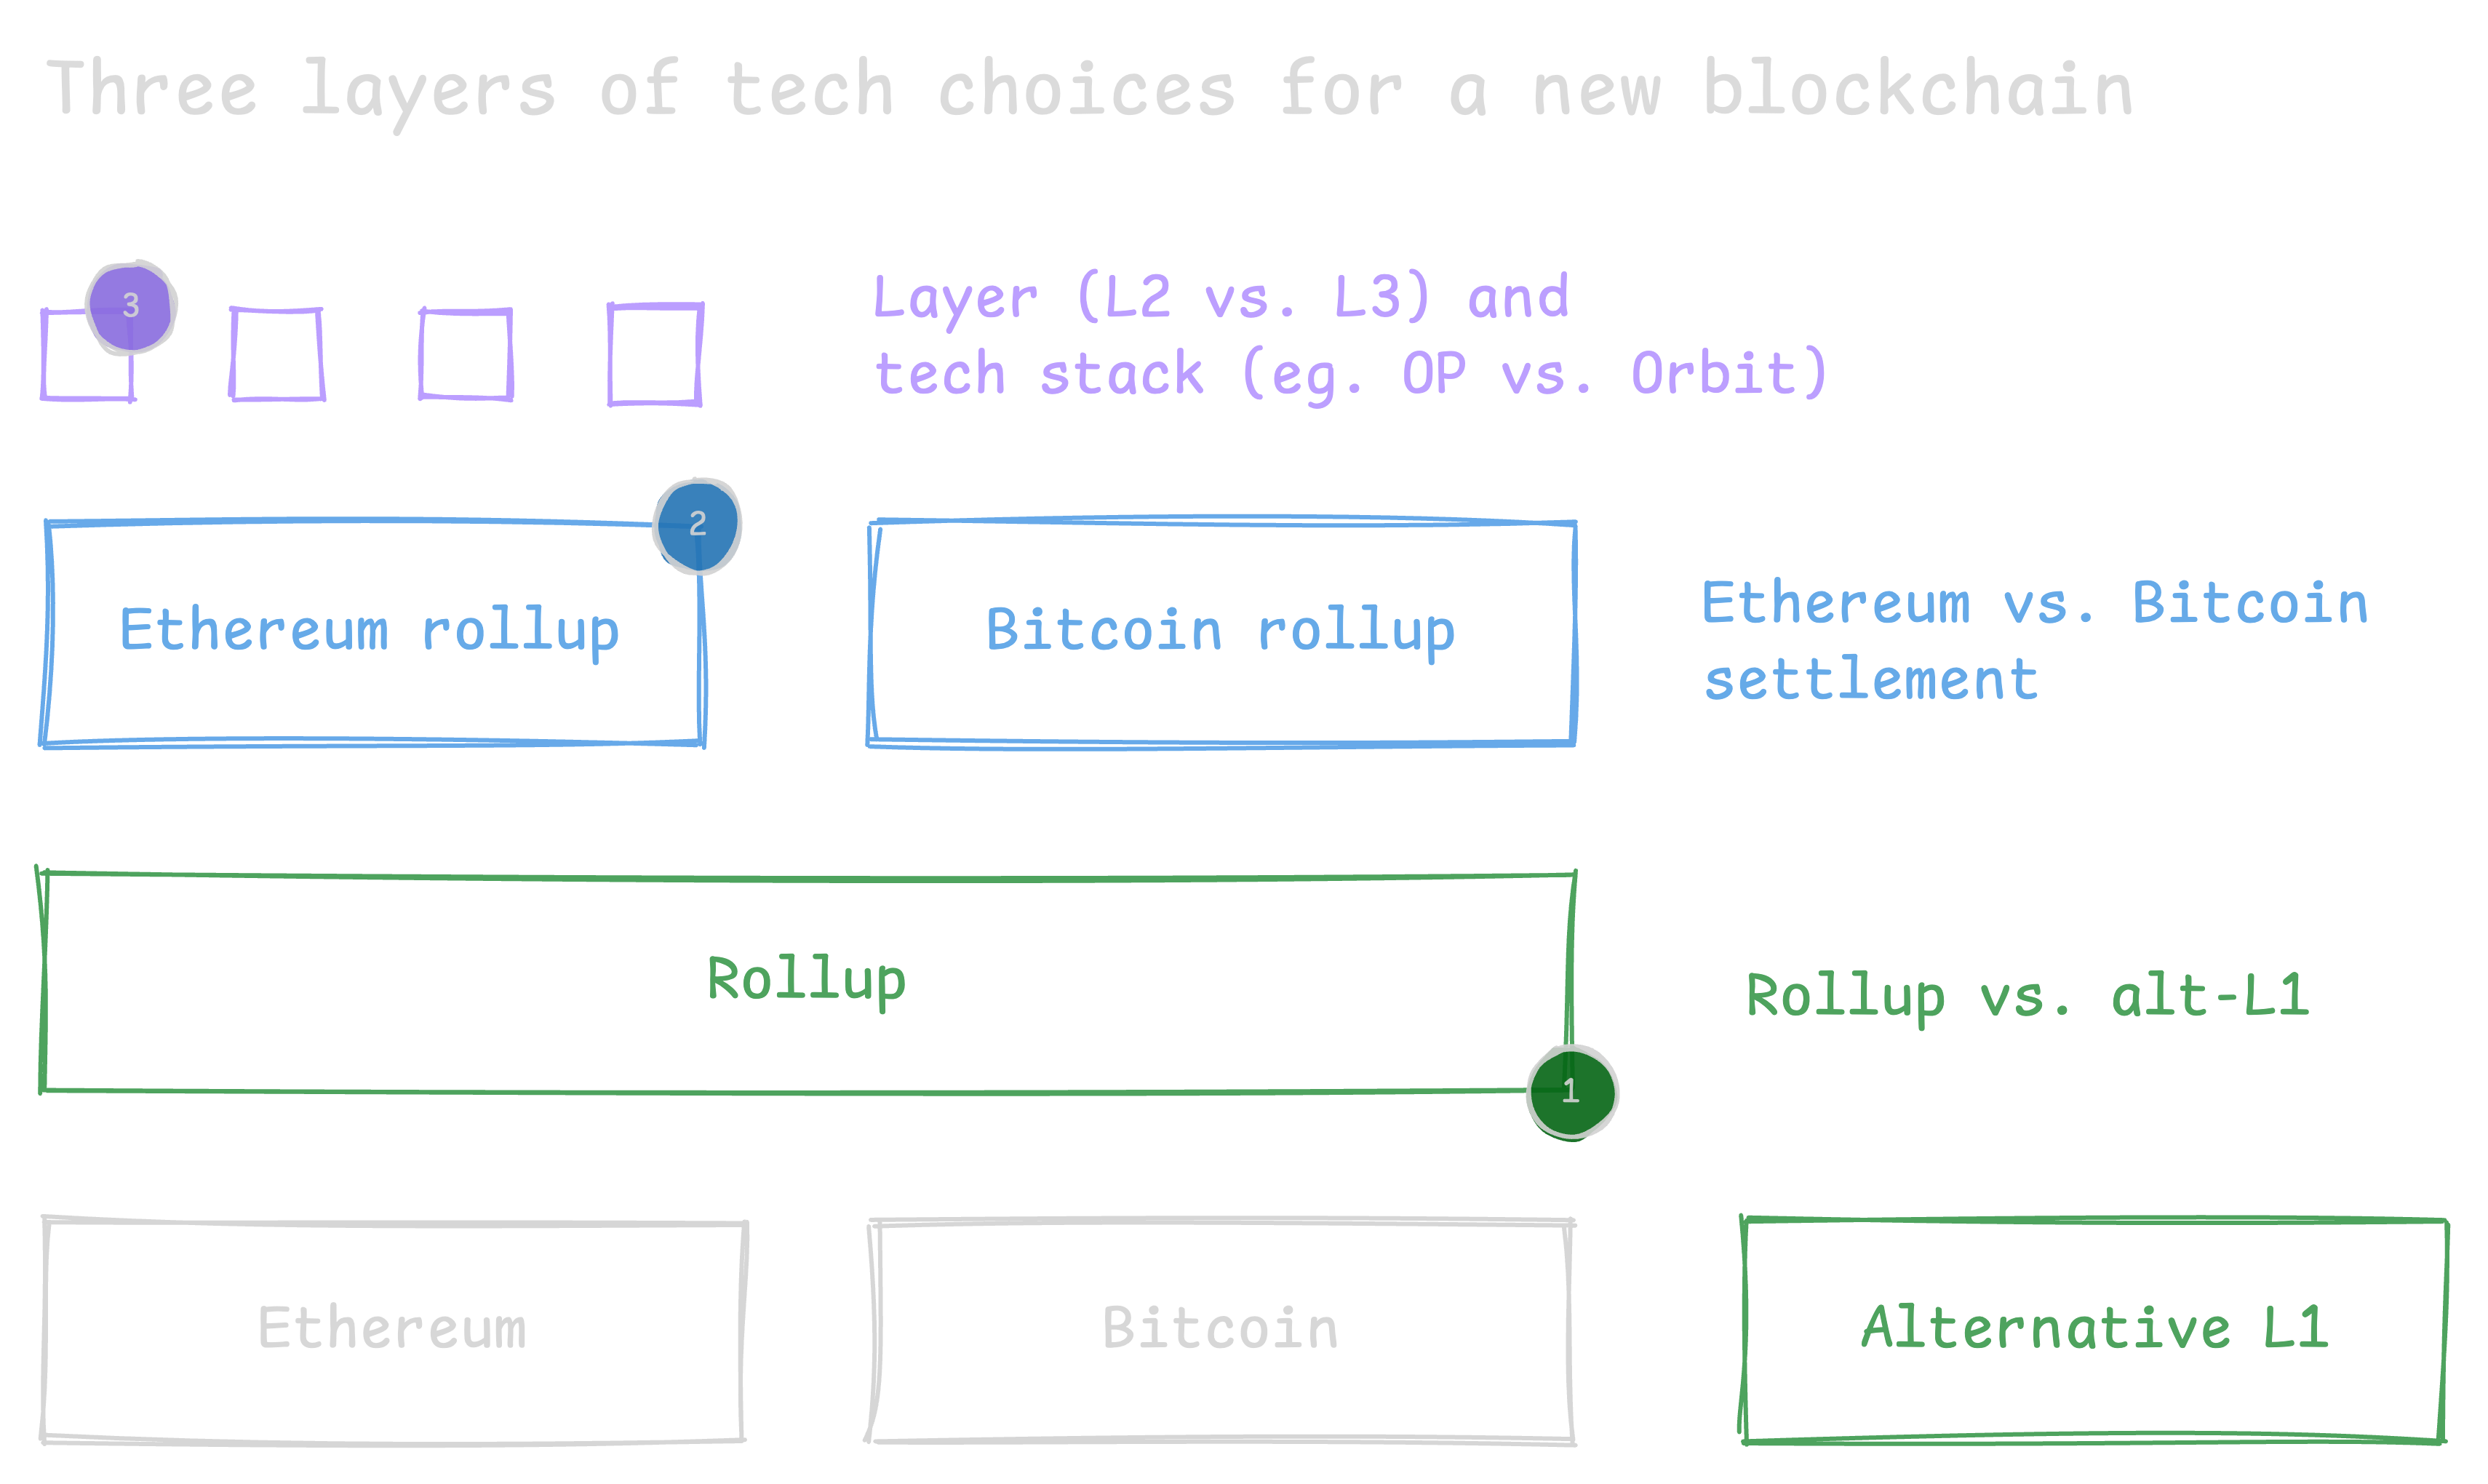 Three layers of tech choices for a new blockchain
3
Layer (L2 vs. L3) and
tech stack (eg. OP vs. Orbit)
2
Ethereum rollup
Bitcoin rollup
Ethereum vs. Bitcoin
settlement
Rollup
Rollup vs. alt-L1
1
Ethereum
Bitcoin
Alternative L1